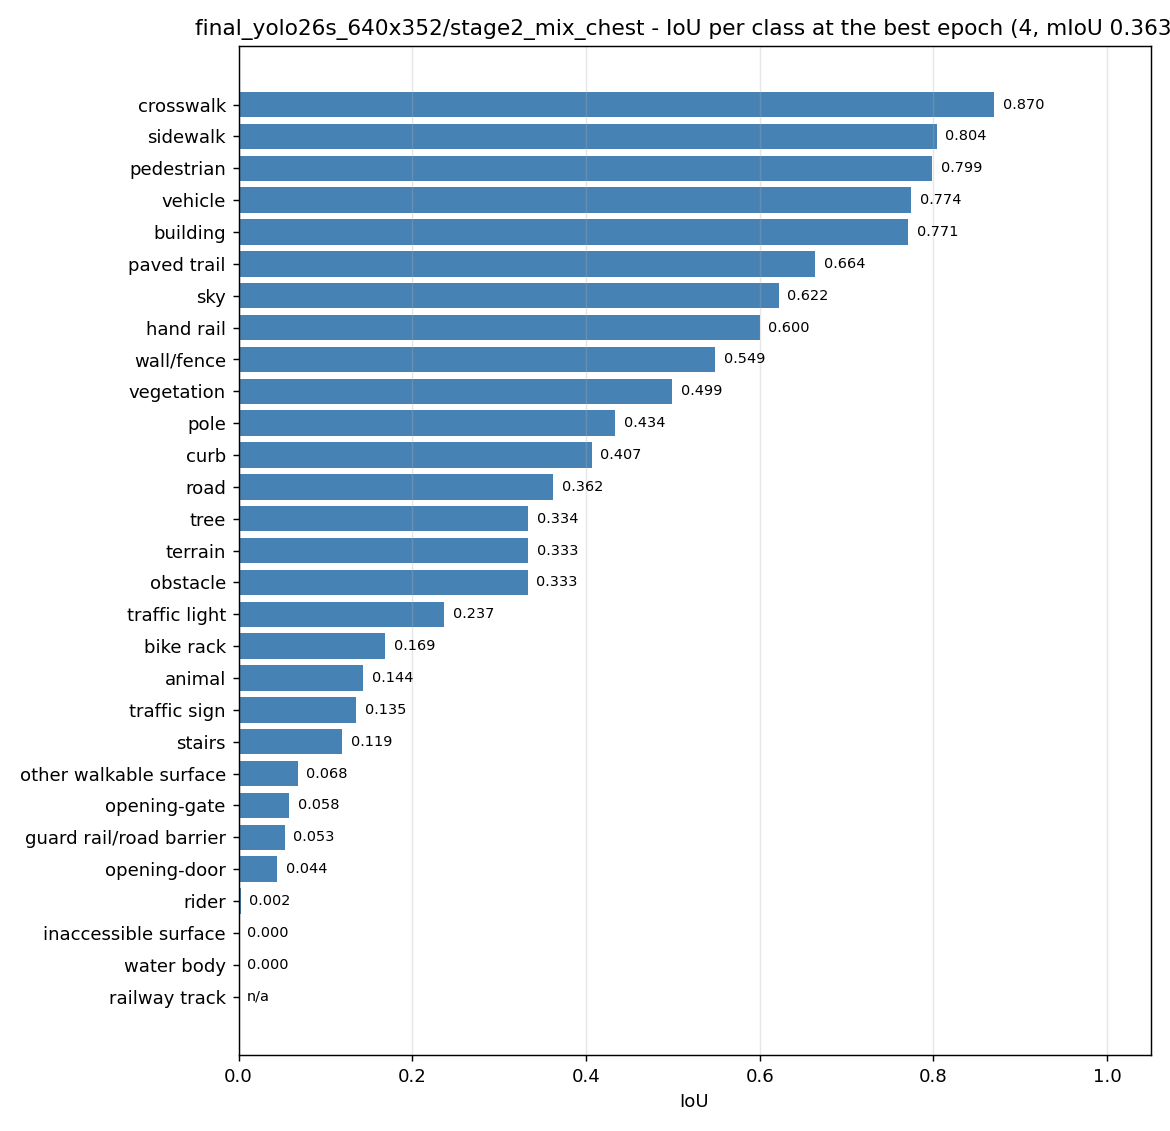 final_yolo26s_640x352/stage2_mix_chest - IoU per class at the best epoch (4, mIoU 0.363
crosswalk 0.870
sidewalk 0.804
pedestrian 0.799
vehicle 0.774
building 0.771
paved trail 0.664
sky 0.622
hand rail 0.600
wall/fence 0.549
vegetation 0.499
pole 0.434
curb 0.407
road 0.362
tree 0.334
terrain 0.333
obstacle 0.333
traffic light 0.237
bike rack 0.169
animal 0.144
traffic sign 0.135
stairs 0.119
other walkable surface 0.068
opening-gate 0.058
guard rail/road barrier 0.053
opening-door 0.044
rider 0.002
inaccessible surface 0.000
water body 0.000
railway track n/a
0.0 0.2 0.4 0.6 0.8 1.0
IoU